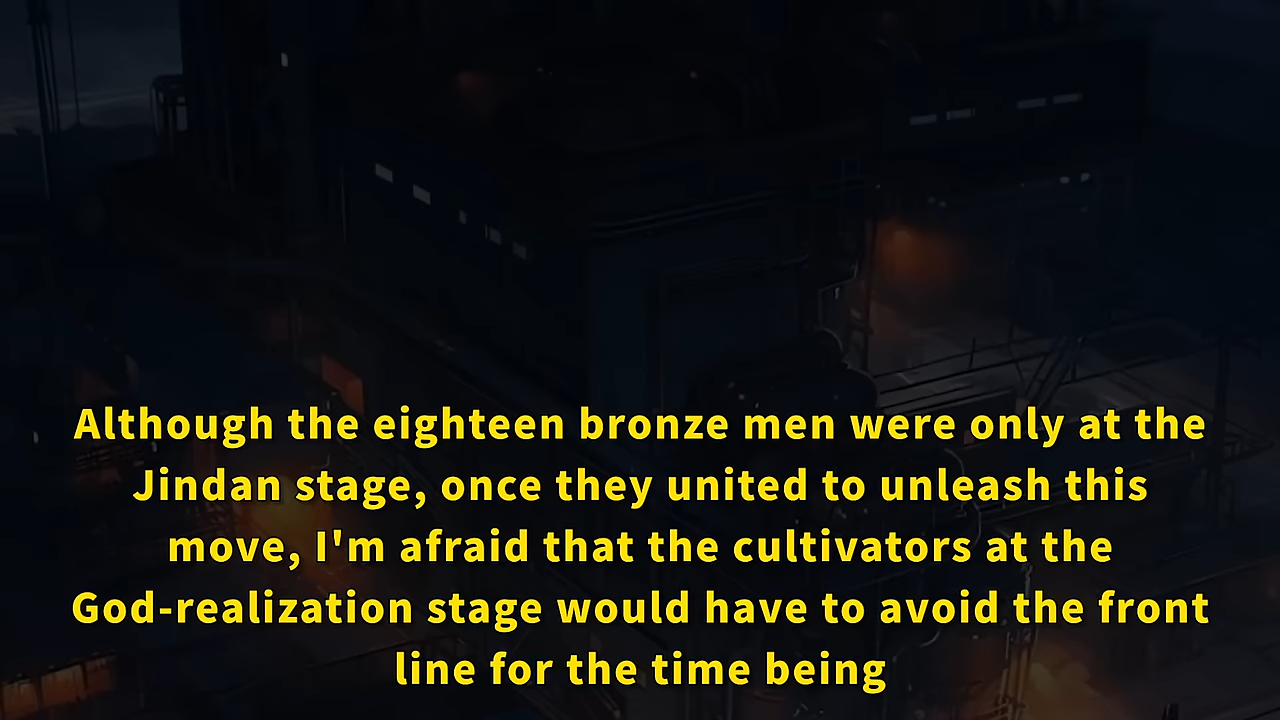 Although the eighteen bronze men were only at the
Jindan stage, once they united to unleash this
move, I'm afraid that the cultivators at the
God-realization stage would have to avoid the front
line for the time being